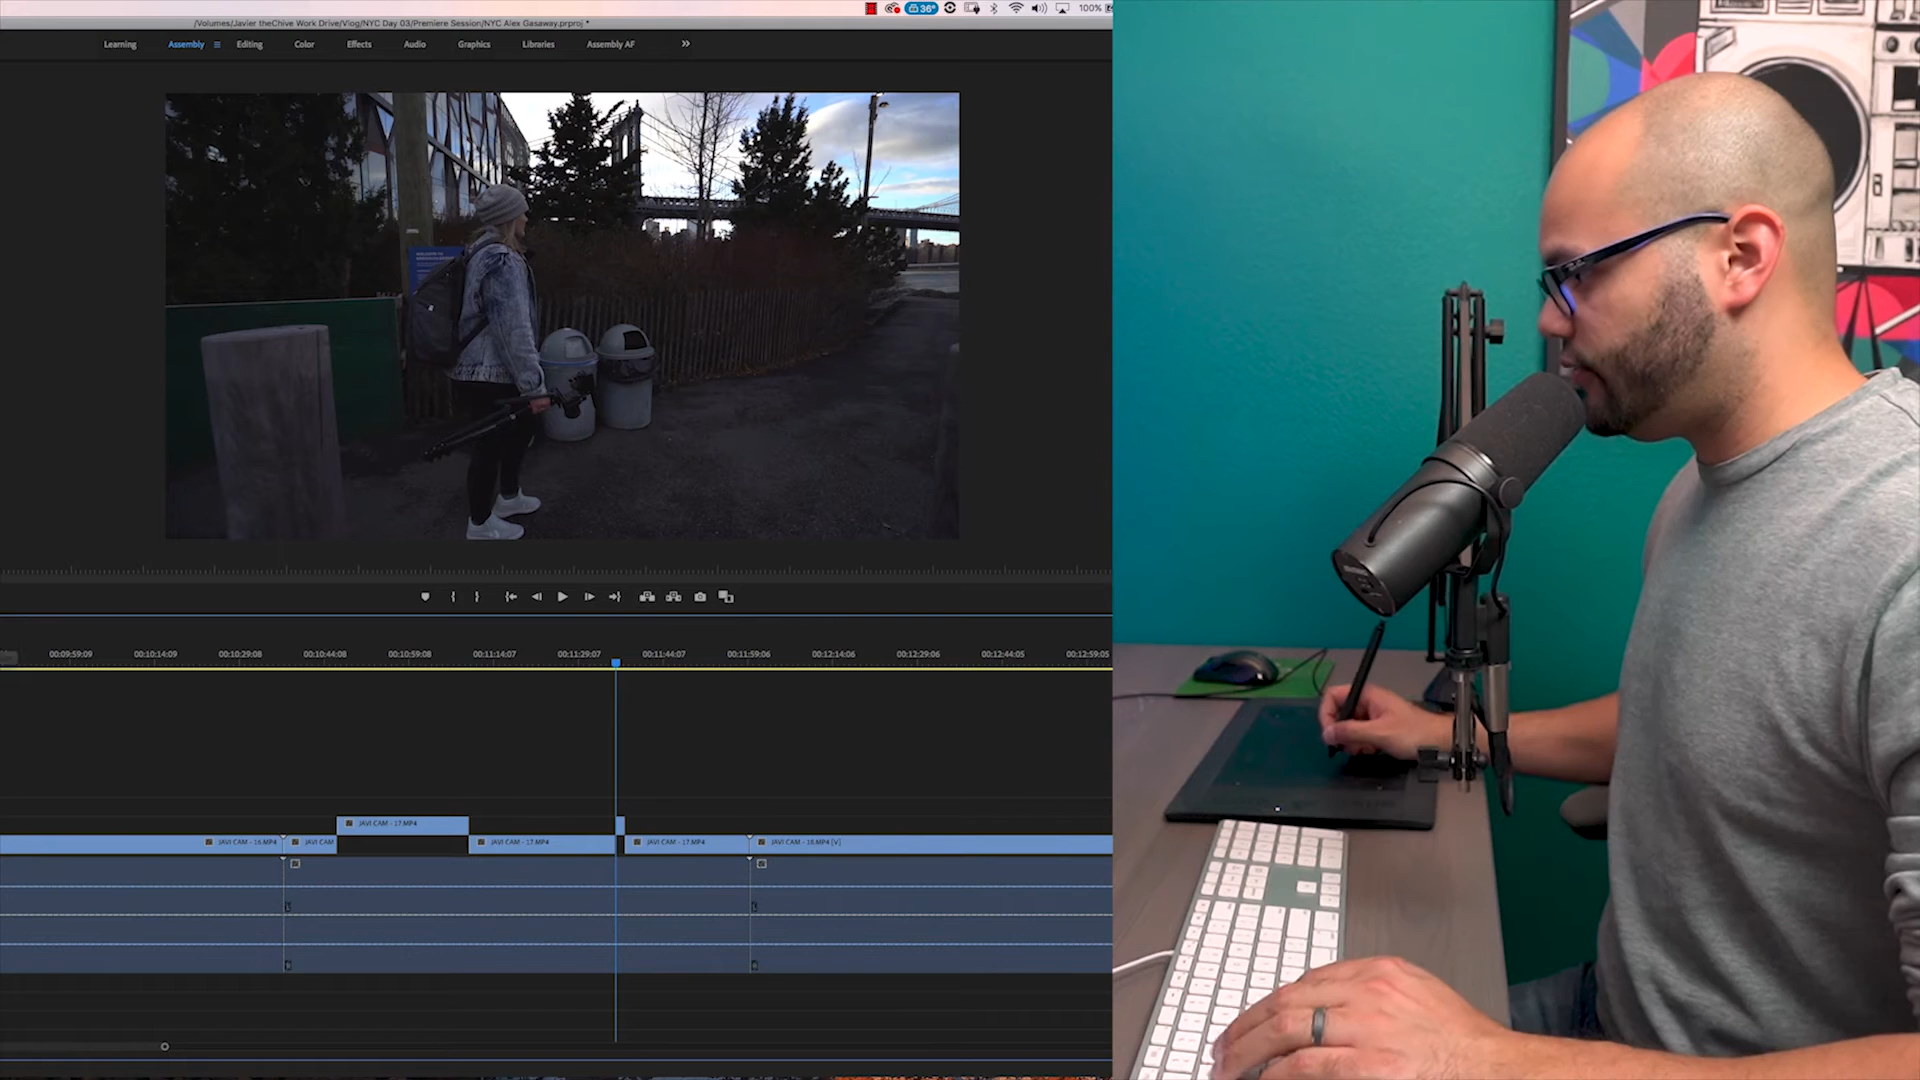 36°
100%
/Volumes/Javier theChive Work Drive/Vlog/NYC Day 03/Premiere Session/NYC Alex Gasaway.prproj *
Learning Assembly Editing Color Effects Audio Graphics Libraries Assembly AF
00:09:59:09 00:10:14:09 00:10:29:08 00:10:44:08 00:10:59:08 00:11:14:07 00:11:29:07 00:11:44:07 00:11:59:06 00:12:14:06 00:12:29:06 00:12:44:05 00:12:59:05
JAVI CAM - 17.MP4
JAVI CAM - 16.MP4 JAVI CAM JAVI CAM - 17.MP4 JAVI CAM - 17.MP4 JAVI CAM - 18.MP4 [V]